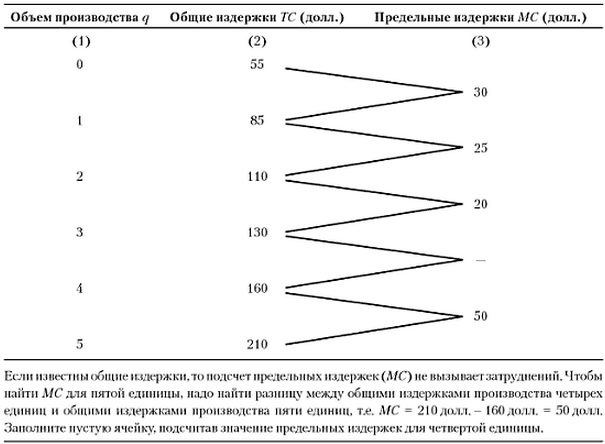 Объем производства q Общие издержки TC (долл.) Предельные издержки MC (долл.)
(1) (2) (3)
0 55
30
1 85
25
2 110
20
3 130
—
4 160
50
5 210
Если известны общие издержки, то подсчет предельных издержек (MC) не вызывает затруднений. Чтобы
найти MC для пятой единицы, надо найти разницу между общими издержками производства четырех
единиц и общими издержками производства пяти единиц, т.е. MC = 210 долл. – 160 долл. = 50 долл.
Заполните пустую ячейку, подсчитав значение предельных издержек для четвертой единицы.